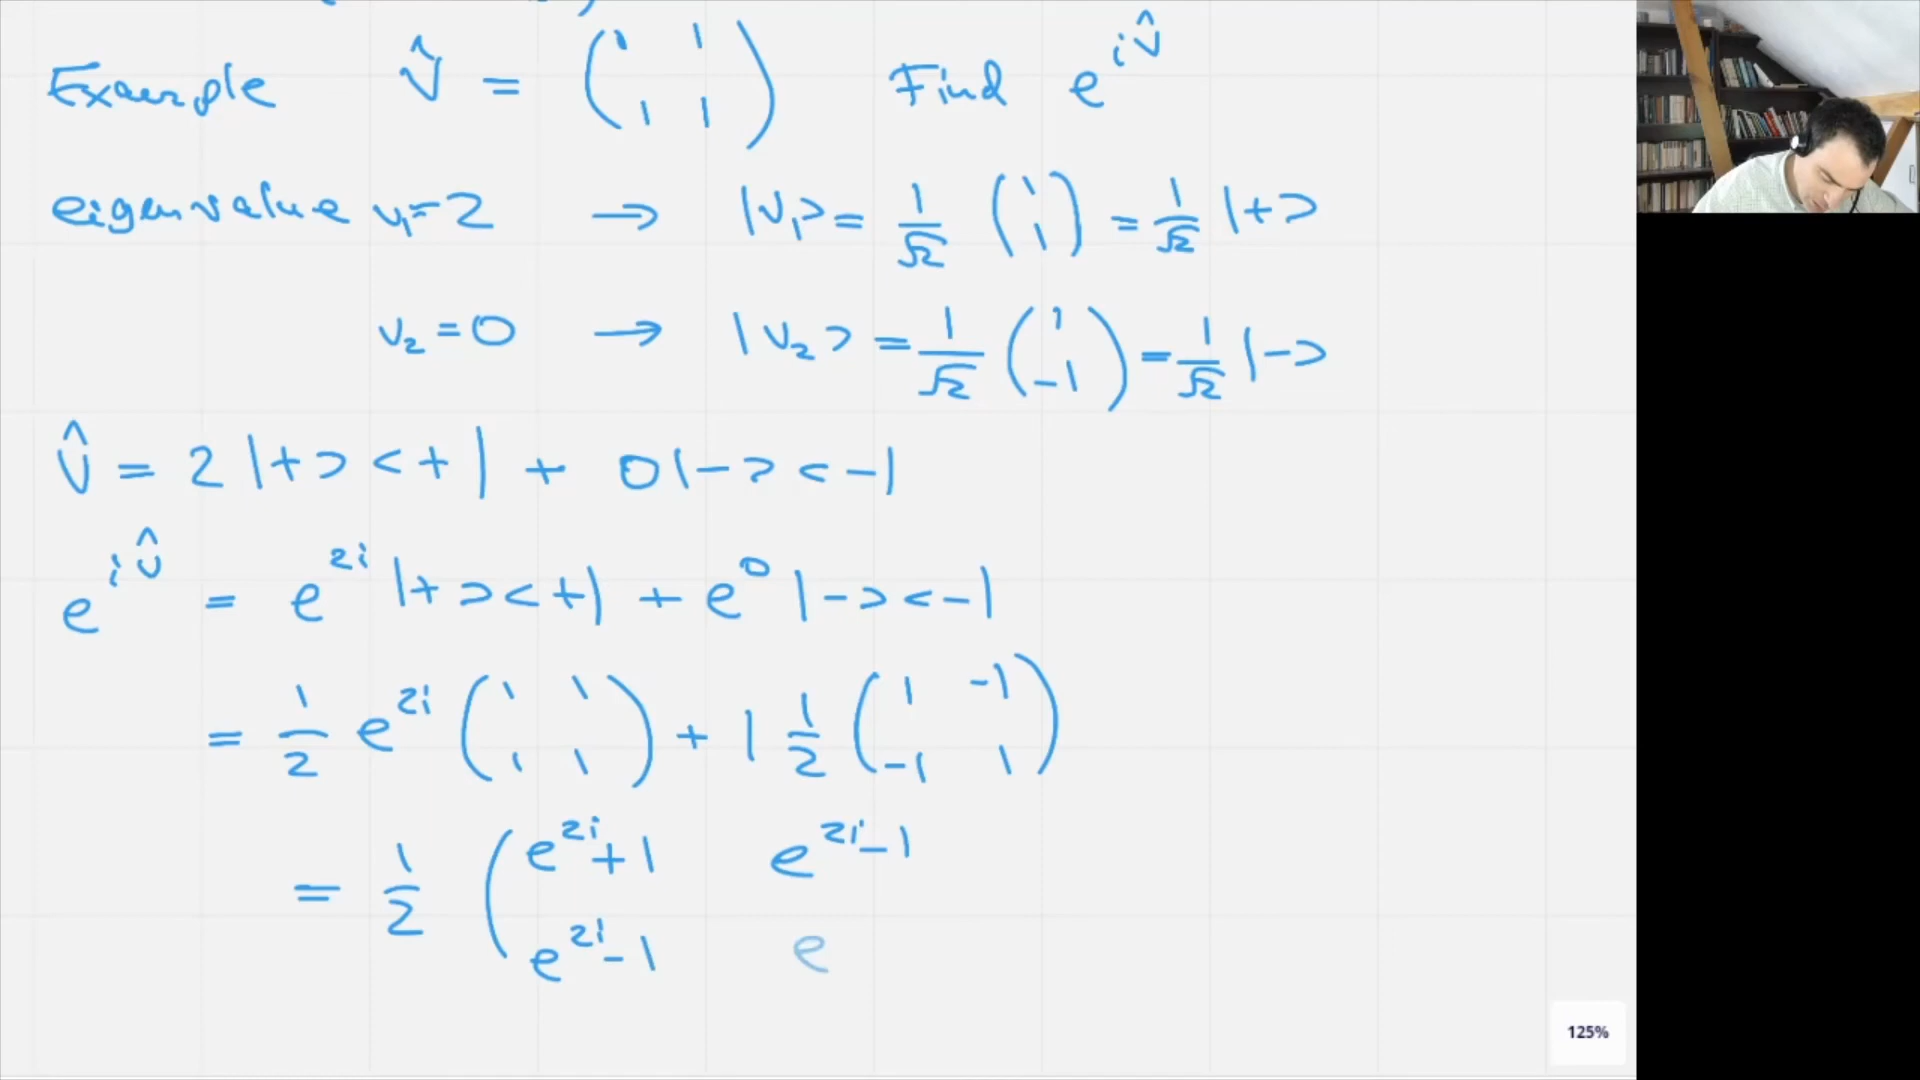 Example V̂ = ( 1 1 ; 1 1 ) Find e^{iV̂}
eigenvalue v₁=2 → |v₁> = 1/√2 ( 1 ; 1 ) = 1/√2 |+>
v₂=0 → |v₂> = 1/√2 ( 1 ; -1 ) = 1/√2 |->
V̂ = 2 |+><+| + 0|-><-|
e^{iV̂} = e^{2i} |+><+| + e^0 |-><-|
= 1/2 e^{2i} ( 1 1 ; 1 1 ) + 1 1/2 ( 1 -1 ; -1 1 )
= 1/2 ( e^{2i}+1 e^{2i}-1
e^{2i}-1 e
125%